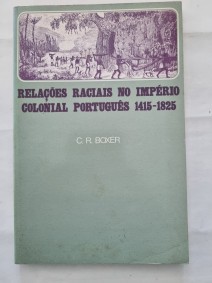 RELAÇÕES RACIAIS NO IMPÉRIO
COLONIAL PORTUGUÊS 1415-1825
C. R. BOXER